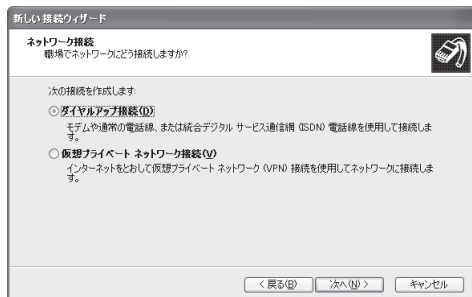 新しい接続ウィザード
ネットワーク接続
職場でネットワークにどう接続しますか?
次の接続を作成します:
ダイヤルアップ接続(D)
モデムや通常の電話線、または統合デジタル サービス通信網 (ISDN) 電話線を使用して接続しま
す。
仮想プライベート ネットワーク接続(V)
インターネットをとおして仮想プライベート ネットワーク (VPN) 接続を使用してネットワークに接続しま
す。
< 戻る(B) 次へ(N) > キャンセル